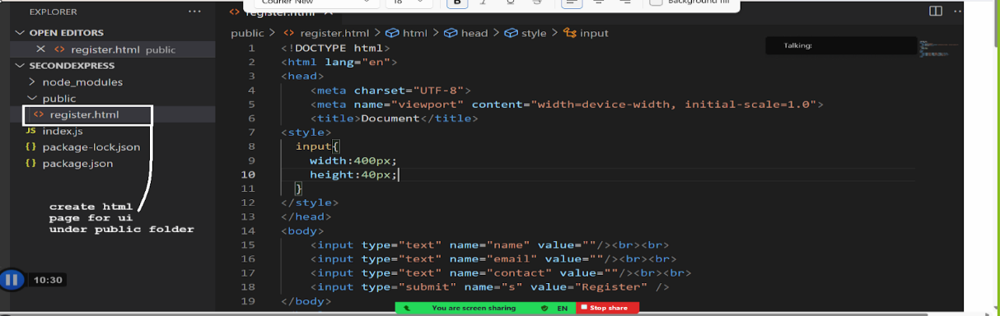 Courier New 18 B I U S Background fill
EXPLORER ···
register.html ×
OPEN EDITORS
× <> register.html public
SECONDEXPRESS
node_modules
public
<> register.html
JS index.js
{} package-lock.json
{} package.json
create html
page for ui
under public folder
10:30
public > <> register.html > html > head > style > input
Talking:
1 <!DOCTYPE html>
2 <html lang="en">
3 <head>
4 <meta charset="UTF-8">
5 <meta name="viewport" content="width=device-width, initial-scale=1.0">
6 <title>Document</title>
7 <style>
8 input{
9 width:400px;
10 height:40px;
11 }
12 </style>
13 </head>
14 <body>
15 <input type="text" name="name" value=""/><br><br>
16 <input type="text" name="email" value=""/><br><br>
17 <input type="text" name="contact" value=""/><br><br>
18 <input type="submit" name="s" value="Register" />
19 </body>
You are screen sharing EN Stop share